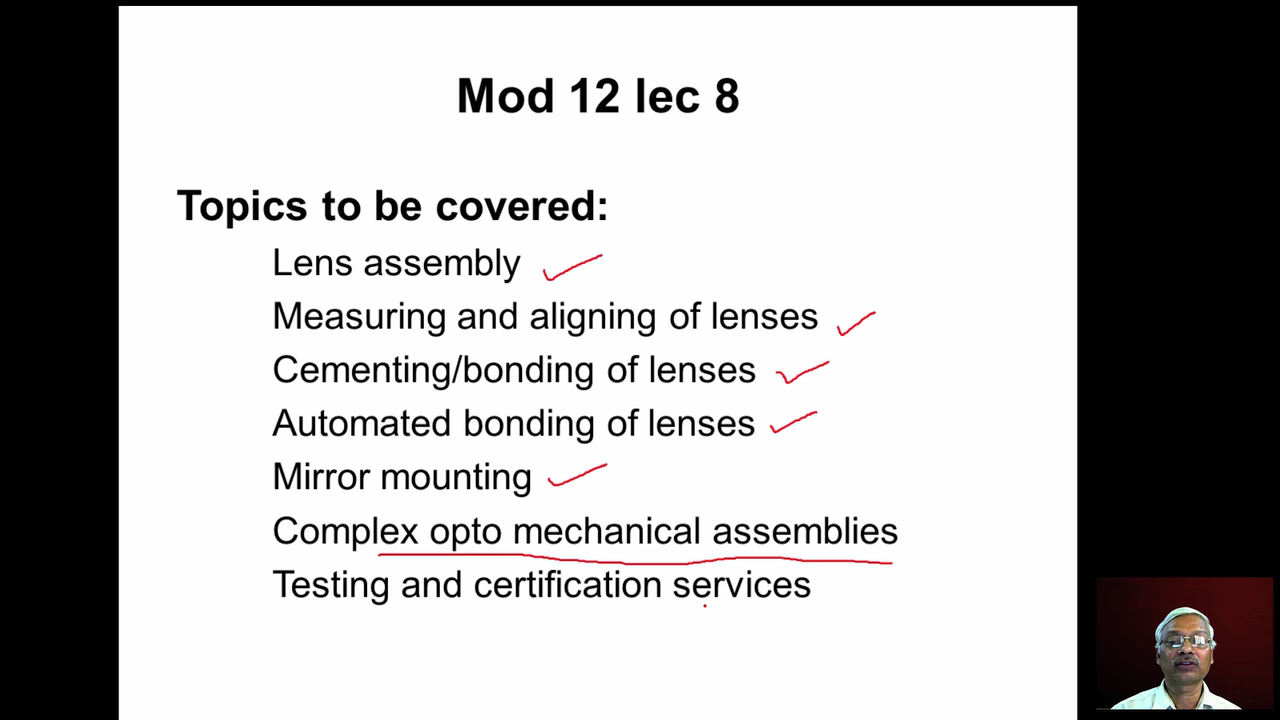 Mod 12 lec 8
Topics to be covered:
Lens assembly
Measuring and aligning of lenses
Cementing/bonding of lenses
Automated bonding of lenses
Mirror mounting
Complex opto mechanical assemblies
Testing and certification services